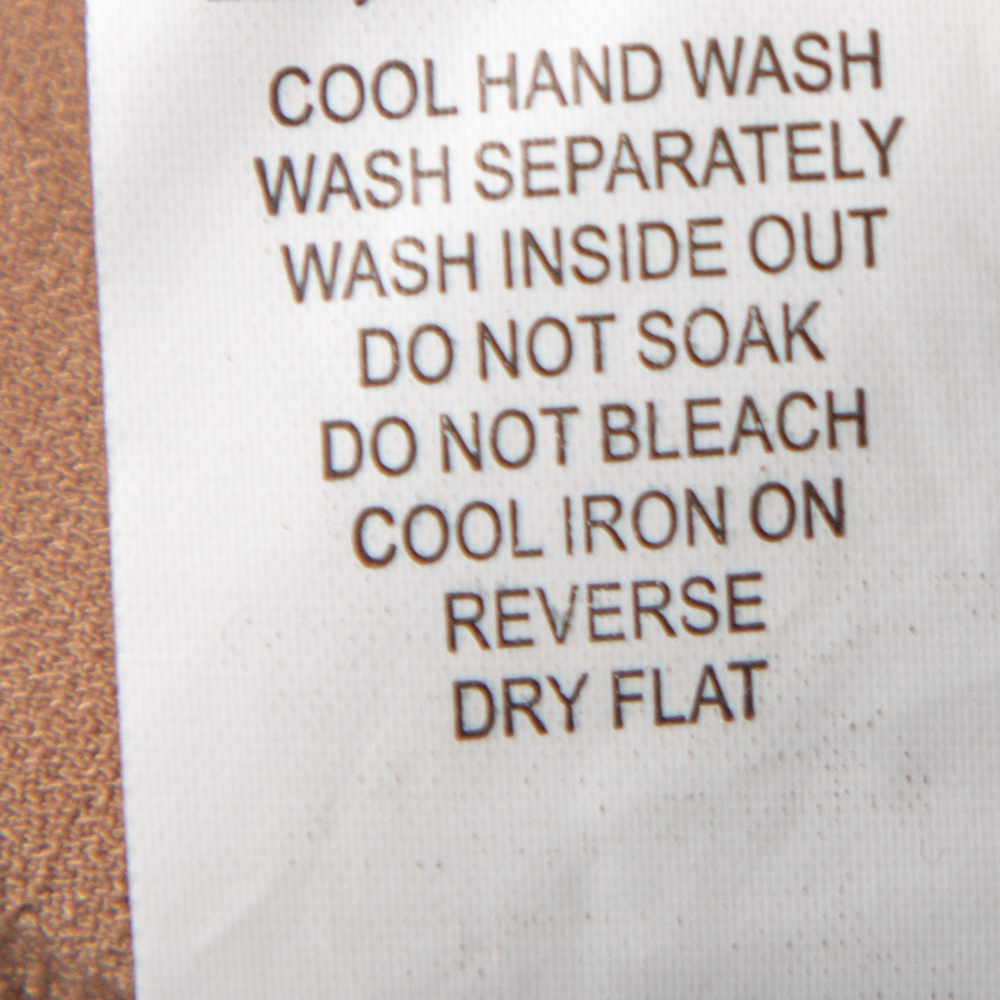 COOL HAND WASH
WASH SEPARATELY
WASH INSIDE OUT
DO NOT SOAK
DO NOT BLEACH
COOL IRON ON
REVERSE
DRY FLAT